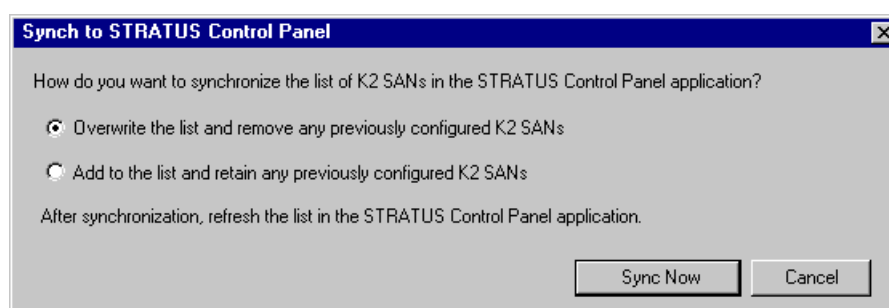 Synch to STRATUS Control Panel
How do you want to synchronize the list of K2 SANs in the STRATUS Control Panel application?
Overwrite the list and remove any previously configured K2 SANs
Add to the list and retain any previously configured K2 SANs
After synchronization, refresh the list in the STRATUS Control Panel application.
Sync Now Cancel